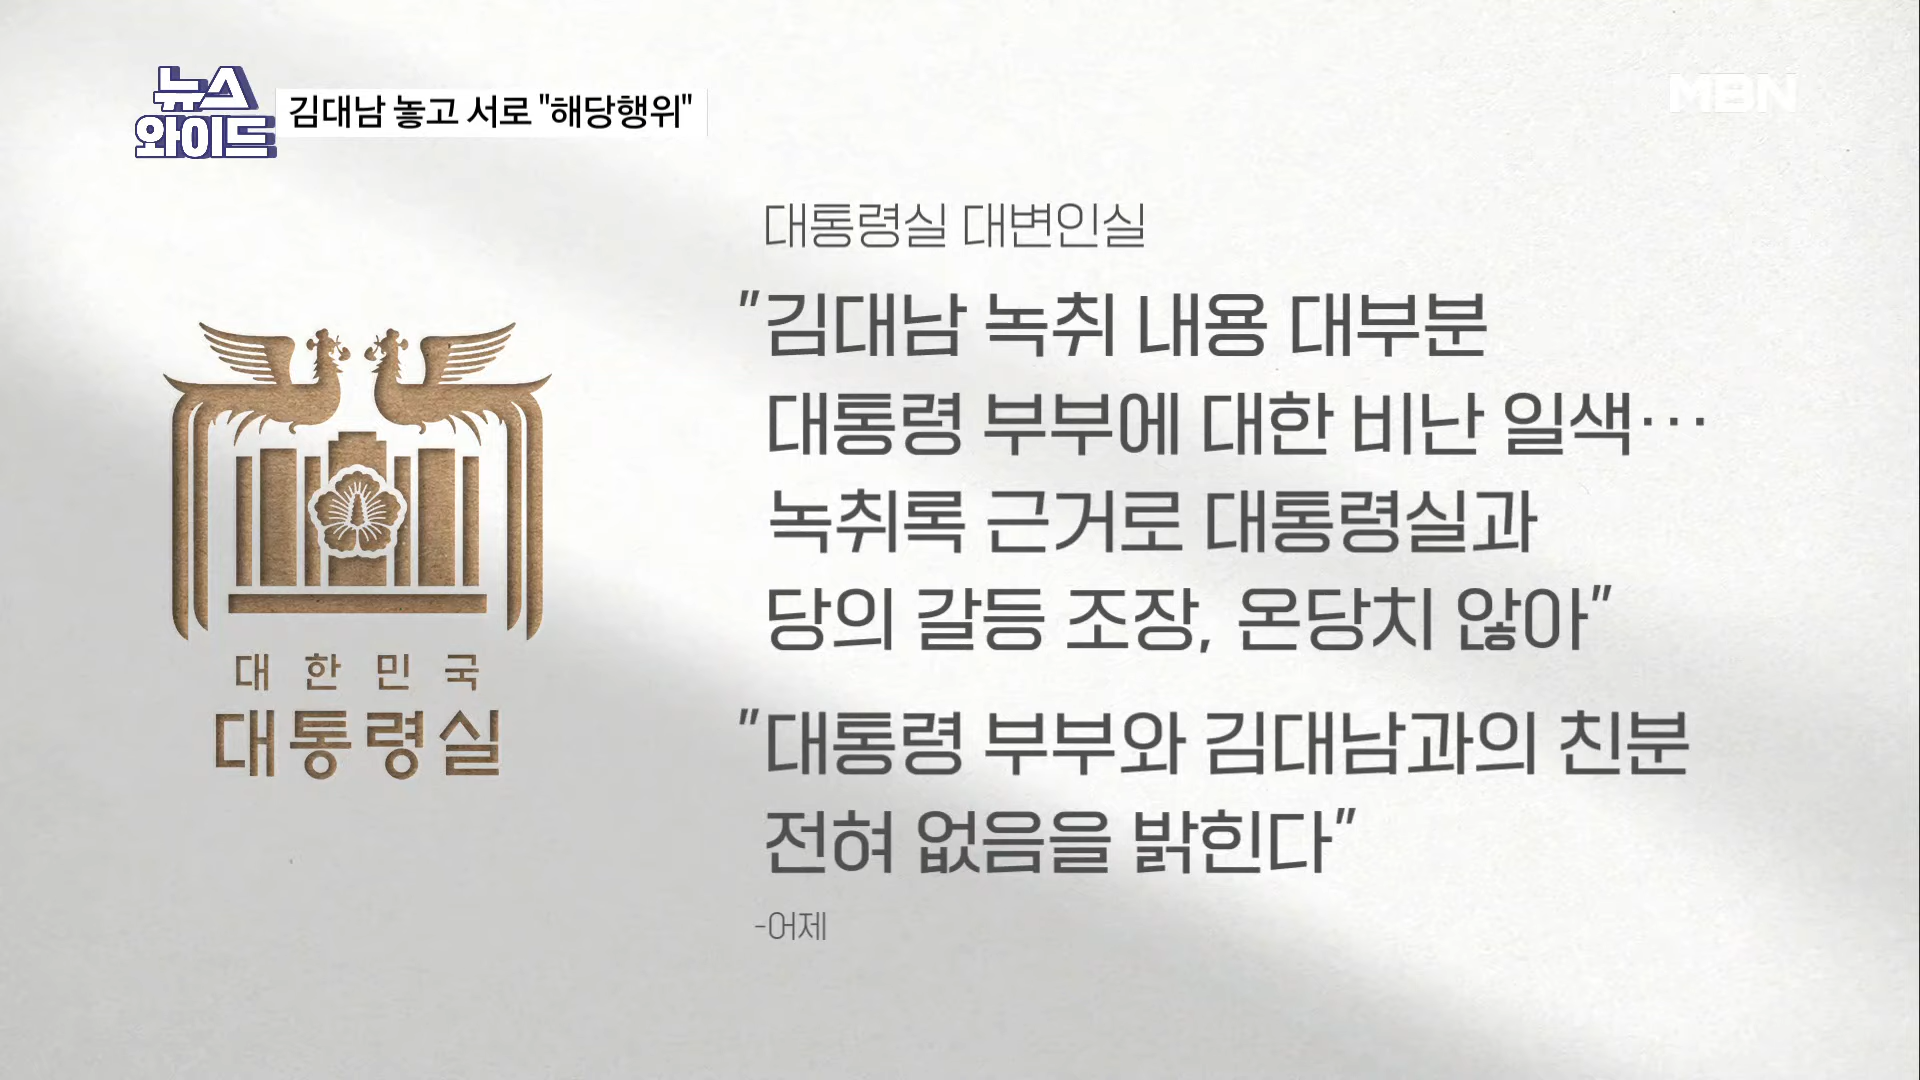 뉴스
와이드
김대남 놓고 서로 "해당행위"
MBN
대통령실 대변인실
"김대남 녹취 내용 대부분
대통령 부부에 대한 비난 일색…
녹취록 근거로 대통령실과
당의 갈등 조장, 온당치 않아"
"대통령 부부와 김대남과의 친분
전혀 없음을 밝힌다"
-어제
대한민국
대통령실